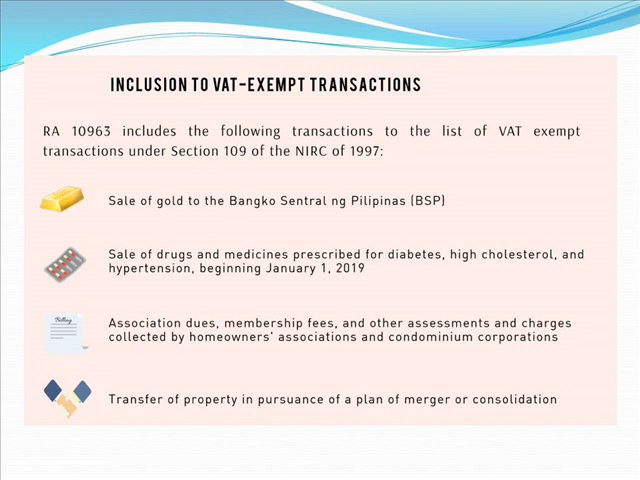 INCLUSION TO VAT-EXEMPT TRANSACTIONS
RA 10963 includes the following transactions to the list of VAT exempt
transactions under Section 109 of the NIRC of 1997:
Sale of gold to the Bangko Sentral ng Pilipinas (BSP)
Sale of drugs and medicines prescribed for diabetes, high cholesterol, and
hypertension, beginning January 1, 2019
Billing
Association dues, membership fees, and other assessments and charges
collected by homeowners' associations and condominium corporations
Transfer of property in pursuance of a plan of merger or consolidation